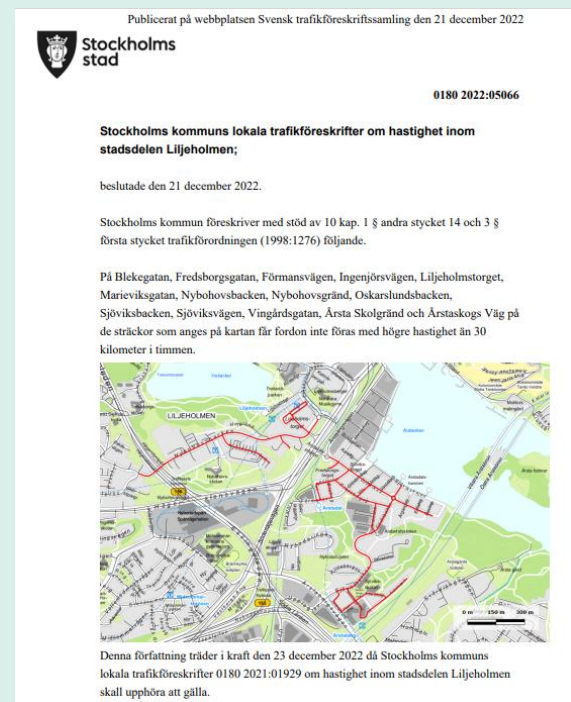 Publicerat på webbplatsen Svensk trafikföreskriftssamling den 21 december 2022
Stockholms
stad
0180 2022:05066
Stockholms kommuns lokala trafikföreskrifter om hastighet inom
stadsdelen Liljeholmen;
beslutade den 21 december 2022.
Stockholms kommun föreskriver med stöd av 10 kap. 1 § andra stycket 14 och 3 §
första stycket trafikförordningen (1998:1276) följande.
På Blekegatan, Fredsborgsgatan, Förmansvägen, Ingenjörsvägen, Liljeholmstorget,
Marieviksgatan, Nybohovsbacken, Nybohovsgränd, Oskarslundsbacken,
Sjöviksbacken, Sjöviksvägen, Vingårdsgatan, Årsta Skolgränd och Årstaskogs Väg på
de sträckor som anges på kartan får fordon inte föras med högre hastighet än 30
kilometer i timmen.
LILJEHOLMEN
0 m 150 m 300 m
Denna författning träder i kraft den 23 december 2022 då Stockholms kommuns
lokala trafikföreskrifter 0180 2021:01929 om hastighet inom stadsdelen Liljeholmen
skall upphöra att gälla.